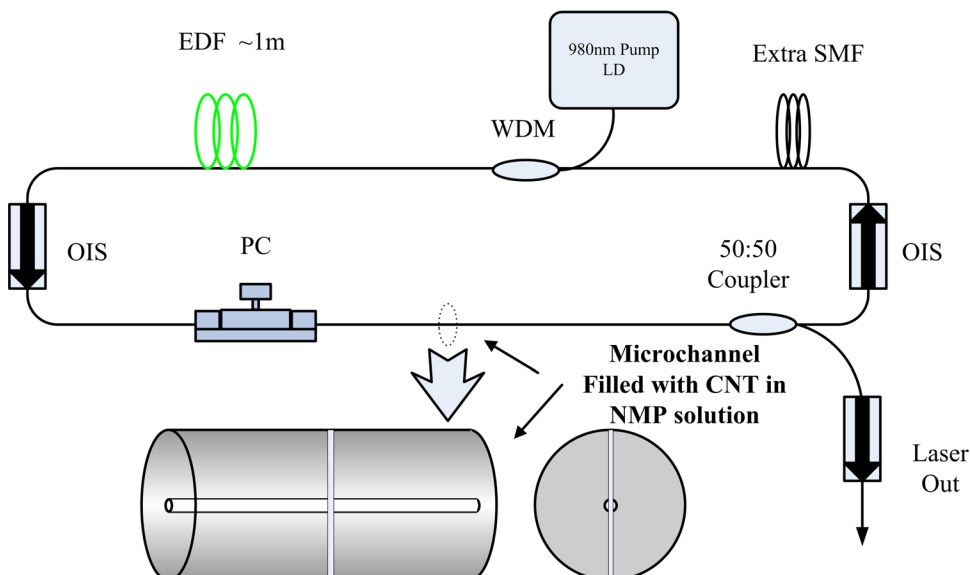 EDF ~1m
980nm Pump
LD
Extra SMF
WDM
OIS
PC
50:50
Coupler
OIS
Microchannel
Filled with CNT in
NMP solution
Laser
Out